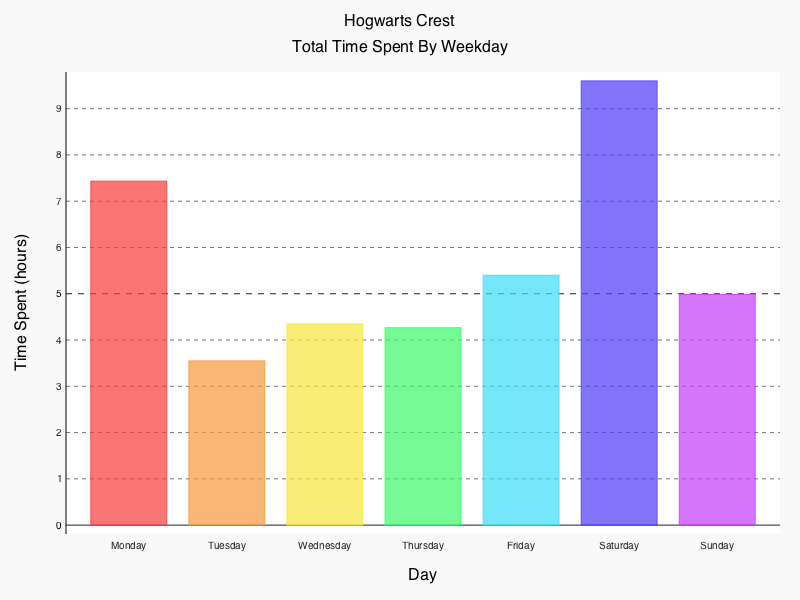 Hogwarts Crest
Total Time Spent By Weekday
Time Spent (hours)
9
8
7
6
5
4
3
2
1
0
Monday Tuesday Wednesday Thursday Friday Saturday Sunday
Day